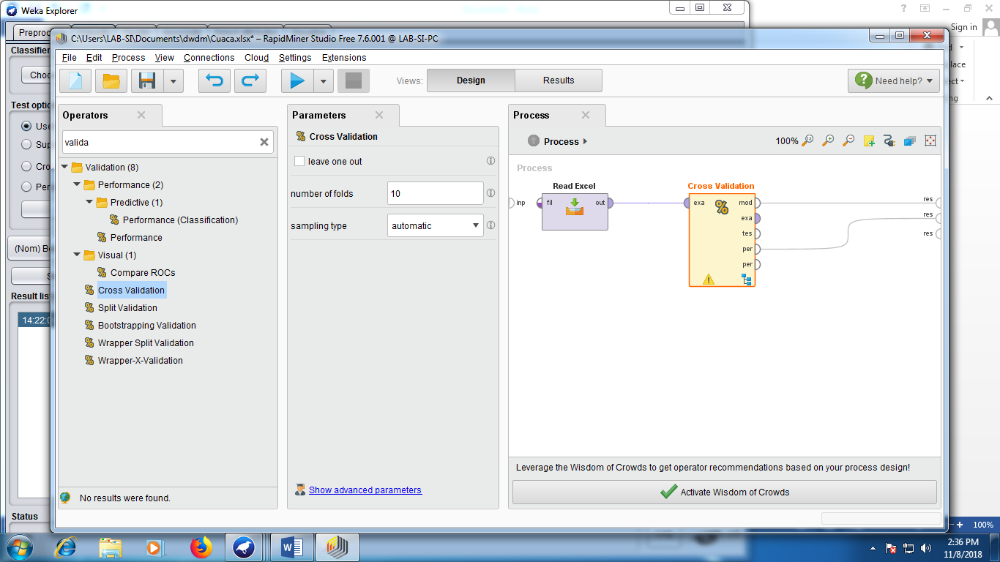 Weka Explorer
Sign in
C:\Users\LAB-SI\Documents\dwdm\Cuaca.xlsx* – RapidMiner Studio Free 7.6.001 @ LAB-SI-PC
File Edit Process View Connections Cloud Settings Extensions
Views: Design Results Need help?
Operators
valida
Validation (8)
Performance (2)
Predictive (1)
Performance (Classification)
Performance
Visual (1)
Compare ROCs
Cross Validation
Split Validation
Bootstrapping Validation
Wrapper Split Validation
Wrapper-X-Validation
No results were found.
Parameters
Cross Validation
leave one out
number of folds 10
sampling type automatic
Show advanced parameters
Process
Process
100%
Process
Read Excel
inp fil out
Cross Validation
exa mod
exa
tes
per
per
res
res
res
Leverage the Wisdom of Crowds to get operator recommendations based on your process design!
Activate Wisdom of Crowds
Preproc
Classifier
Choo
Test optio
Use
Sup
Cro
Per
(Nom) Be
S
Result list
14:22:0
Status
100%
2:36 PM
11/8/2018